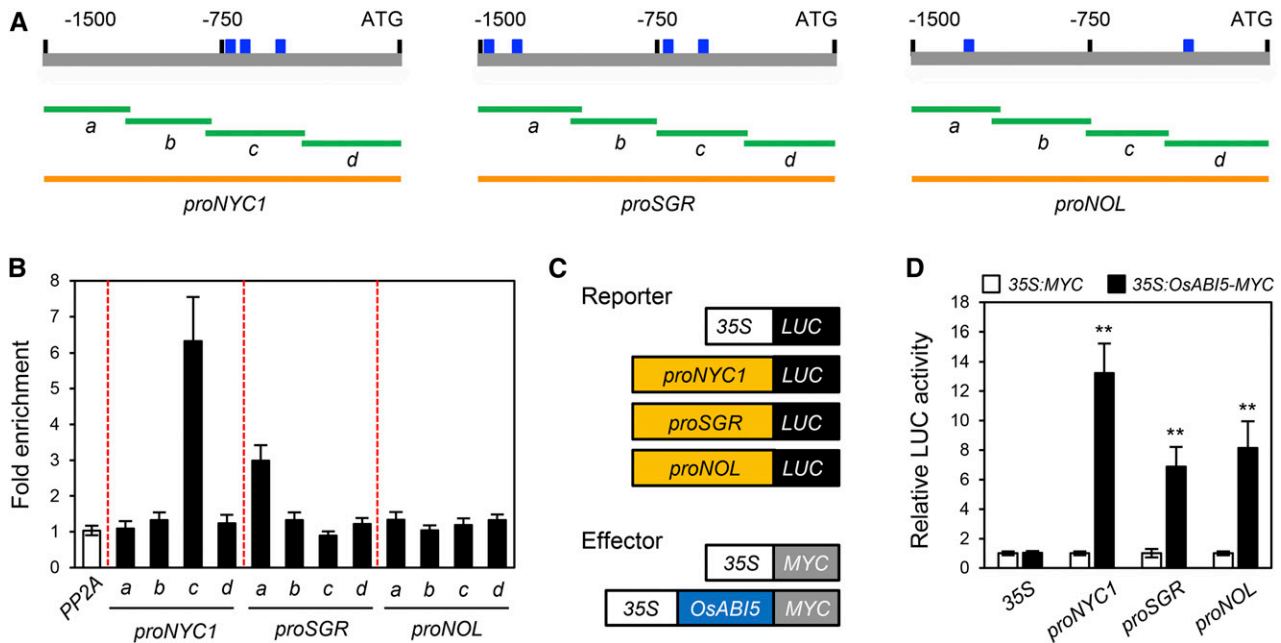 A
-1500 -750 ATG
a b c d
proNYC1
-1500 -750 ATG
a b c d
proSGR
-1500 -750 ATG
a b c d
proNOL
B
Fold enrichment
8
7
6
5
4
3
2
1
0
PP2A a b c d a b c d a b c d
proNYC1 proSGR proNOL
C
Reporter
35S LUC
proNYC1 LUC
proSGR LUC
proNOL LUC
Effector
35S MYC
35S OsABI5 MYC
D
35S:MYC 35S:OsABI5-MYC
Relative LUC activity
18
16
14
12
10
8
6
4
2
0
** ** **
35S proNYC1 proSGR proNOL